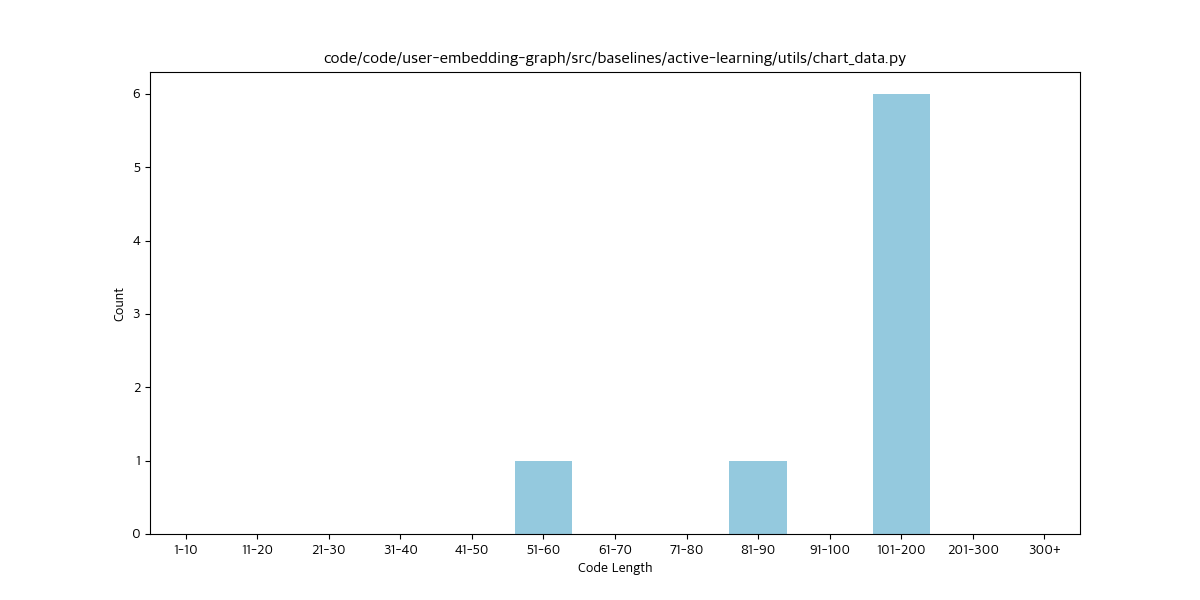 code/code/user-embedding-graph/src/baselines/active-learning/utils/chart_data.py
6
5
4
3
2
1
0
Count
1-10 11-20 21-30 31-40 41-50 51-60 61-70 71-80 81-90 91-100 101-200 201-300 300+
Code Length